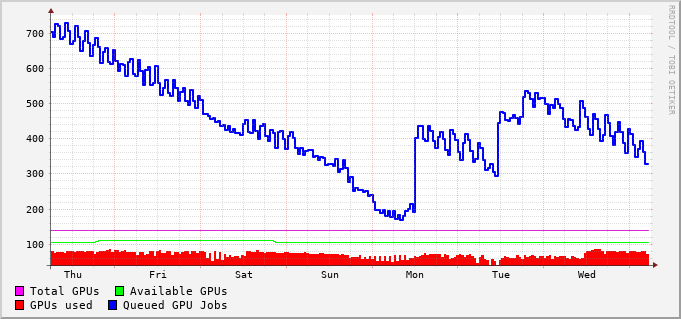 RRDTOOL / TOBI OETIKER
700
600
500
400
300
200
100
Thu Fri Sat Sun Mon Tue Wed
Total GPUs Available GPUs
GPUs used Queued GPU Jobs